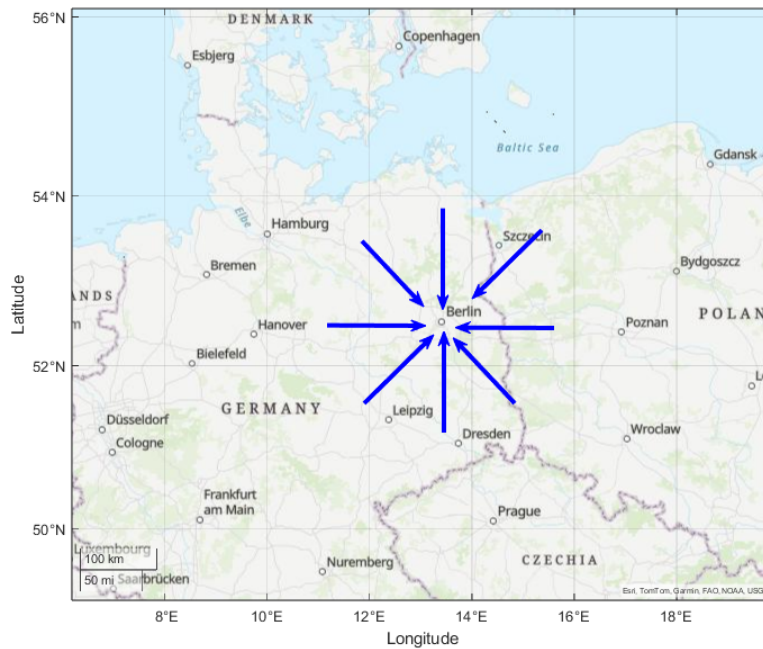 56°N
DENMARK
Copenhagen
Esbjerg
Baltic Sea
Gdansk
54°N
Elbe
Hamburg
Szczecin
Bremen
Bydgoszcz
ANDS
POLAN
Berlin
Hanover
Poznan
52°N
Bielefeld
GERMANY
Leipzig
Düsseldorf
Dresden
Wroclaw
Cologne
Frankfurt
am Main
Prague
50°N
Luxembourg
100 km
CZECHIA
50 mi
Saarbrücken
Nuremberg
Esri, TomTom, Garmin, FAO, NOAA, USG
8°E 10°E 12°E 14°E 16°E 18°E
Longitude
Latitude